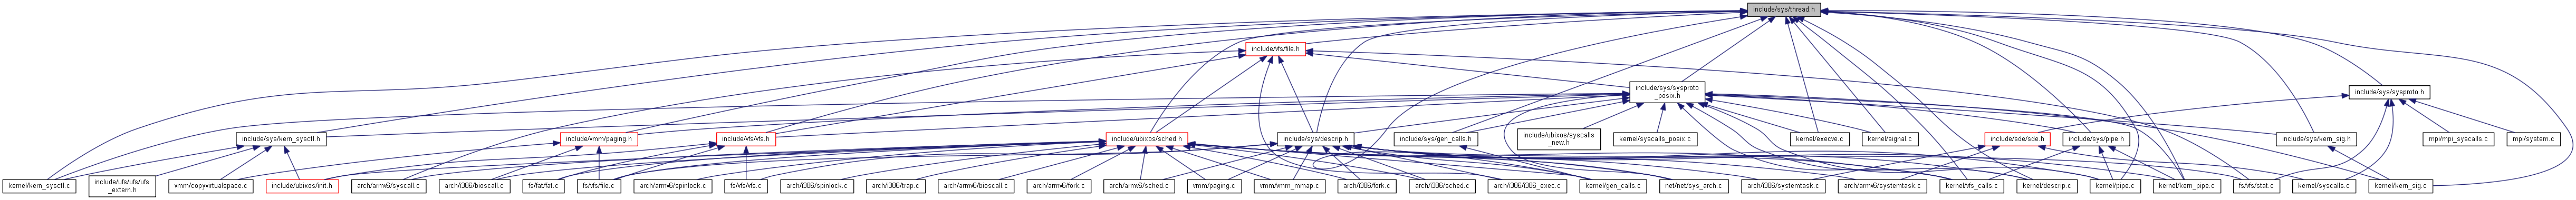 include/sys/thread.h
include/vfs/file.h
include/sys/sysproto
_posix.h
include/sys/sysproto.h
include/sys/kern_sysctl.h
include/vmm/paging.h
include/vfs/vfs.h
include/ubixos/sched.h
include/sys/descrip.h
include/sys/gen_calls.h
include/ubixos/syscalls
_new.h
kernel/syscalls_posix.c
kernel/execve.c
kernel/signal.c
include/sde/sde.h
include/sys/pipe.h
include/sys/kern_sig.h
mpi/mpi_syscalls.c
mpi/system.c
kernel/kern_sysctl.c
include/ufs/ufs/ufs
_extern.h
vmm/copyvirtualspace.c
include/ubixos/init.h
arch/armv6/syscall.c
arch/i386/bioscall.c
fs/fat/fat.c
fs/vfs/file.c
arch/armv6/spinlock.c
fs/vfs/vfs.c
arch/i386/spinlock.c
arch/i386/trap.c
arch/armv6/bioscall.c
arch/armv6/fork.c
arch/armv6/sched.c
vmm/paging.c
vmm/vmm_mmap.c
arch/i386/fork.c
arch/i386/sched.c
arch/i386/i386_exec.c
kernel/gen_calls.c
net/net/sys_arch.c
arch/i386/systemtask.c
arch/armv6/systemtask.c
kernel/vfs_calls.c
kernel/descrip.c
kernel/pipe.c
kernel/kern_pipe.c
fs/vfs/stat.c
kernel/syscalls.c
kernel/kern_sig.c